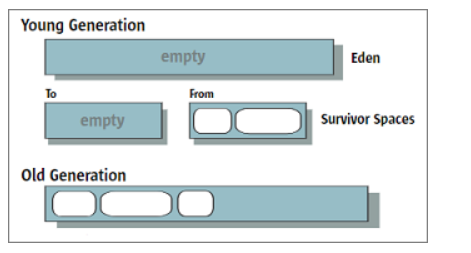 Young Generation
empty
Eden
To
From
empty
Survivor Spaces
Old Generation